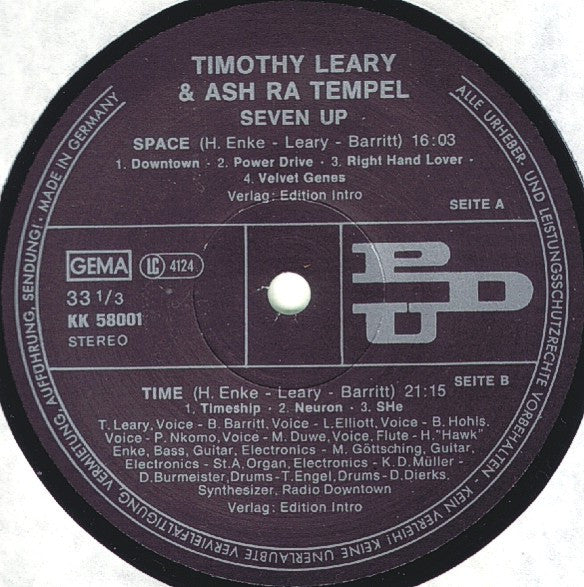 TIMOTHY LEARY
& ASH RA TEMPEL
SEVEN UP
SPACE (H. Enke - Leary - Barritt) 16:03
1. Downtown · 2. Power Drive · 3. Right Hand Lover ·
4. Velvet Genes
Verlag: Edition Intro
SEITE A
GEMA
LC 4124
33 1/3
KK 58001
STEREO
PDU
SEITE B
TIME (H. Enke - Leary - Barritt) 21:15
1. Timeship · 2. Neuron · 3. SHe
T. Leary, Voice - B. Barritt, Voice - L. Elliott, Voice - B. Hohls,
Voice - P. Nkomo, Voice - M. Duwe, Voice, Flute - H. "Hawk"
Enke, Bass, Guitar, Electronics - M. Göttsching, Guitar,
Electronics - St. A, Organ, Electronics - K. D. Müller -
D. Burmeister, Drums - T. Engel, Drums - D. Dierks,
Synthesizer, Radio Downtown
Verlag: Edition Intro
ALLE URHEBER- UND LEISTUNGSSCHUTZRECHTE VORBEHALTEN - KEIN VERLEIH! KEINE UNERLAUBTE VERVIELFÄLTIGUNG, VERMIETUNG, AUFFÜHRUNG, SENDUNG! · MADE IN GERMANY